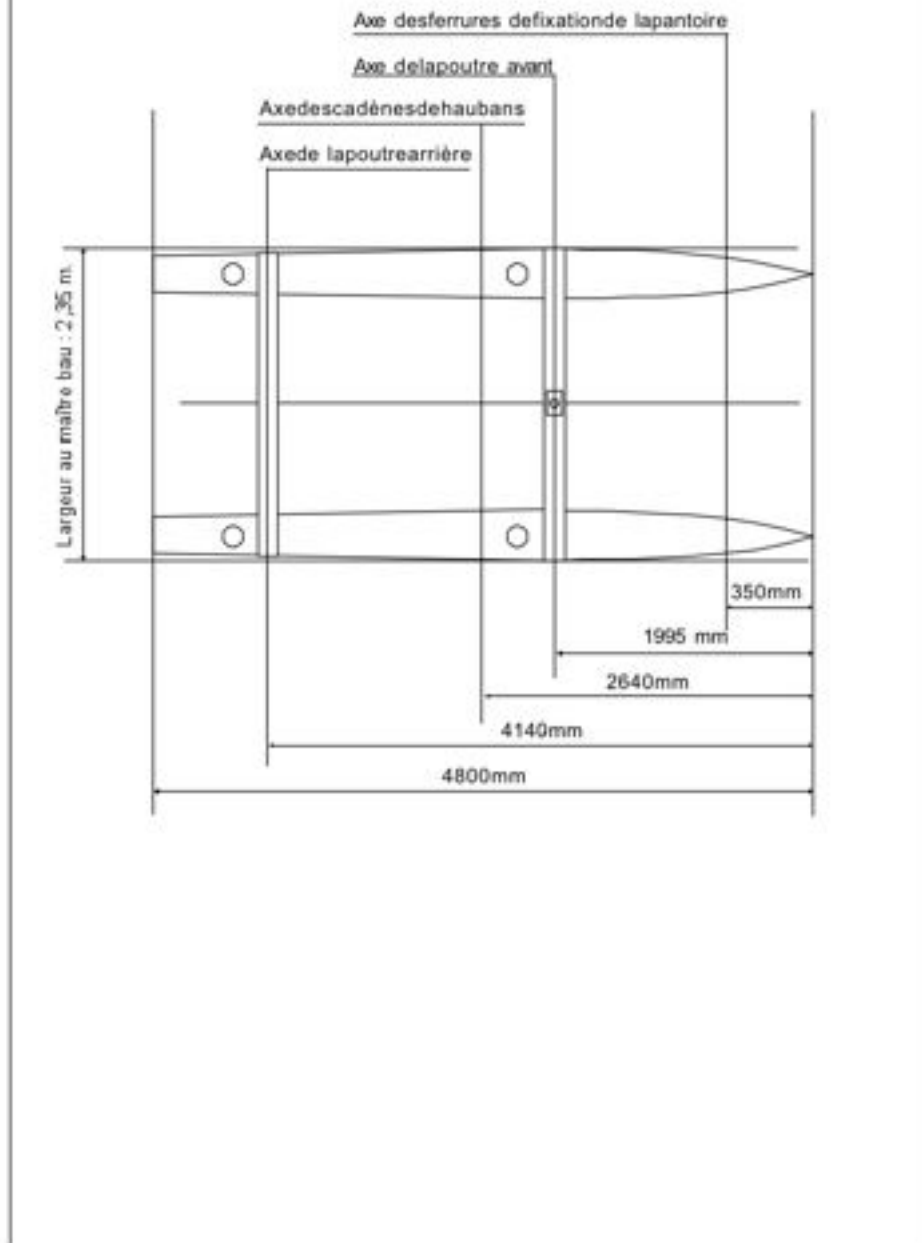 Axe desferrures defixationde lapantoire
Axe delapoutre avant
Axedescadènesdehaubans
Axede lapoutrearrière
Largeur au maître bau : 2,35 m.
350mm
1995 mm
2640mm
4140mm
4800mm